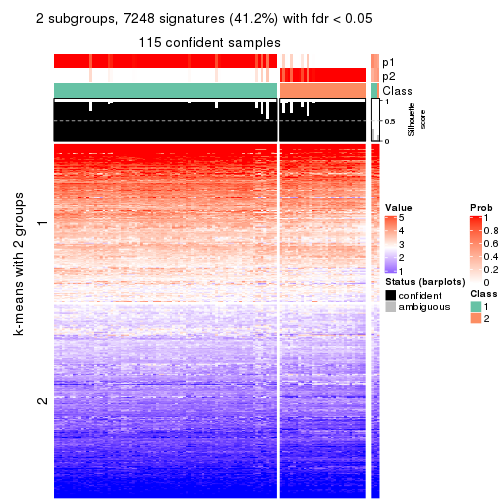 2 subgroups, 7248 signatures (41.2%) with fdr < 0.05
115 confident samples
p1
p2
Class
1
0.5
0
Silhouette
score
k-means with 2 groups
1
2
Value
5
4
3
2
1
Status (barplots)
confident
ambiguous
Prob
1
0.8
0.6
0.4
0.2
0
Class
1
2